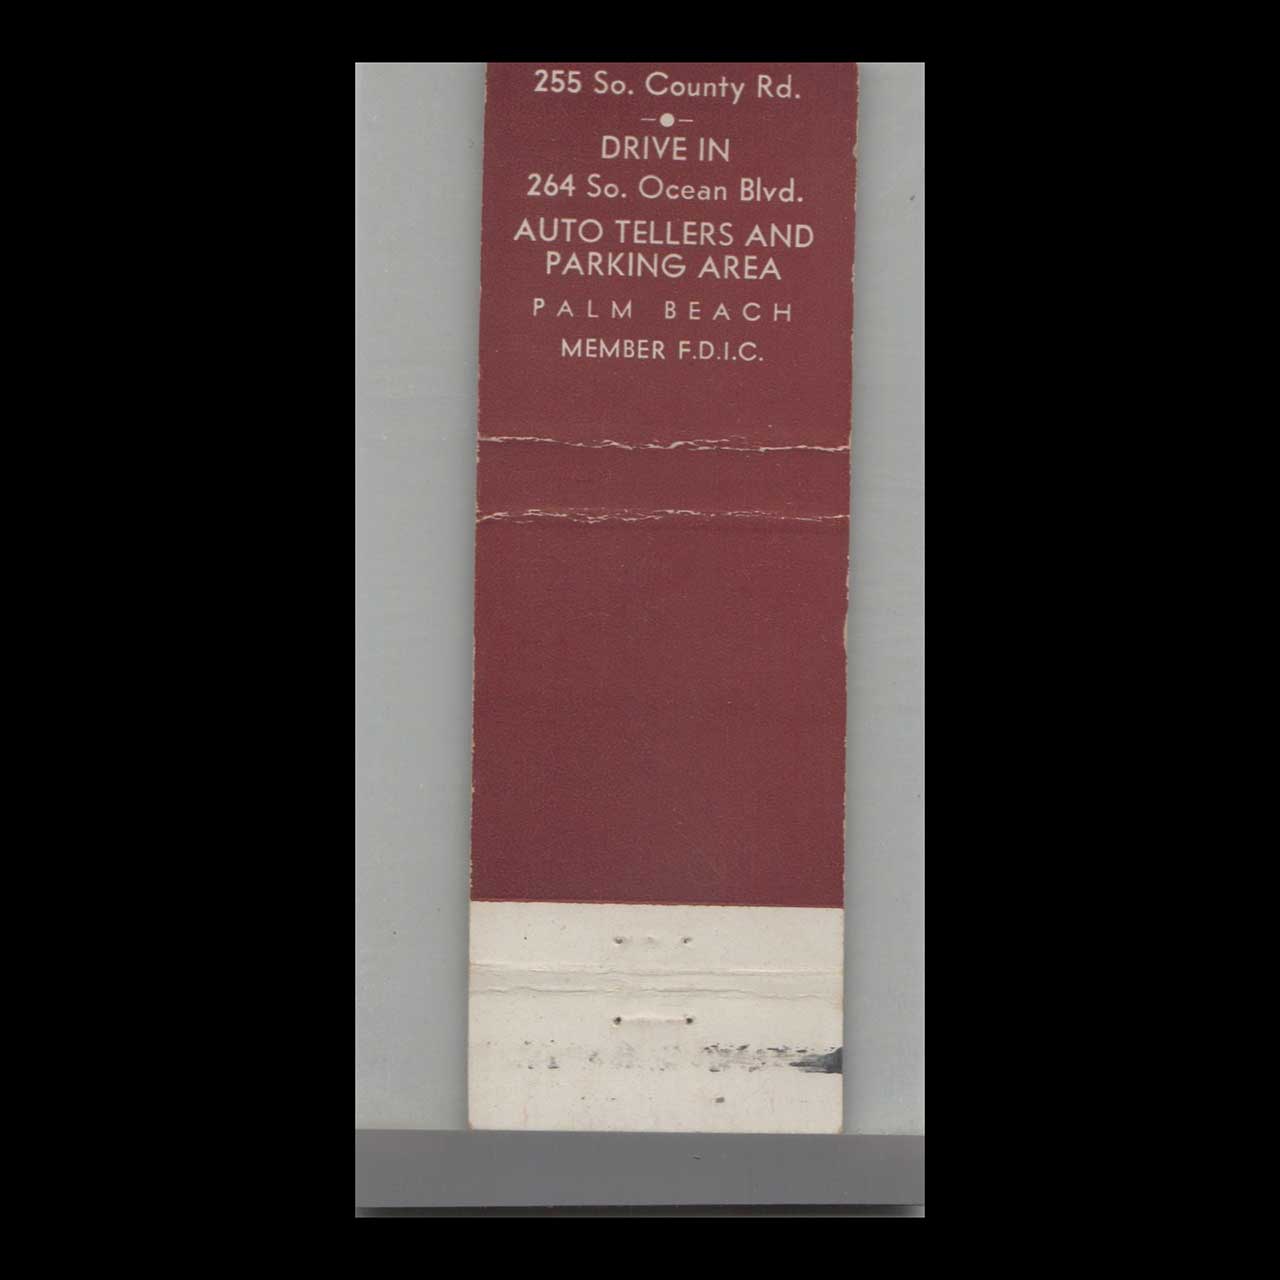 255 So. County Rd.
DRIVE IN
264 So. Ocean Blvd.
AUTO TELLERS AND
PARKING AREA
PALM BEACH
MEMBER F.D.I.C.